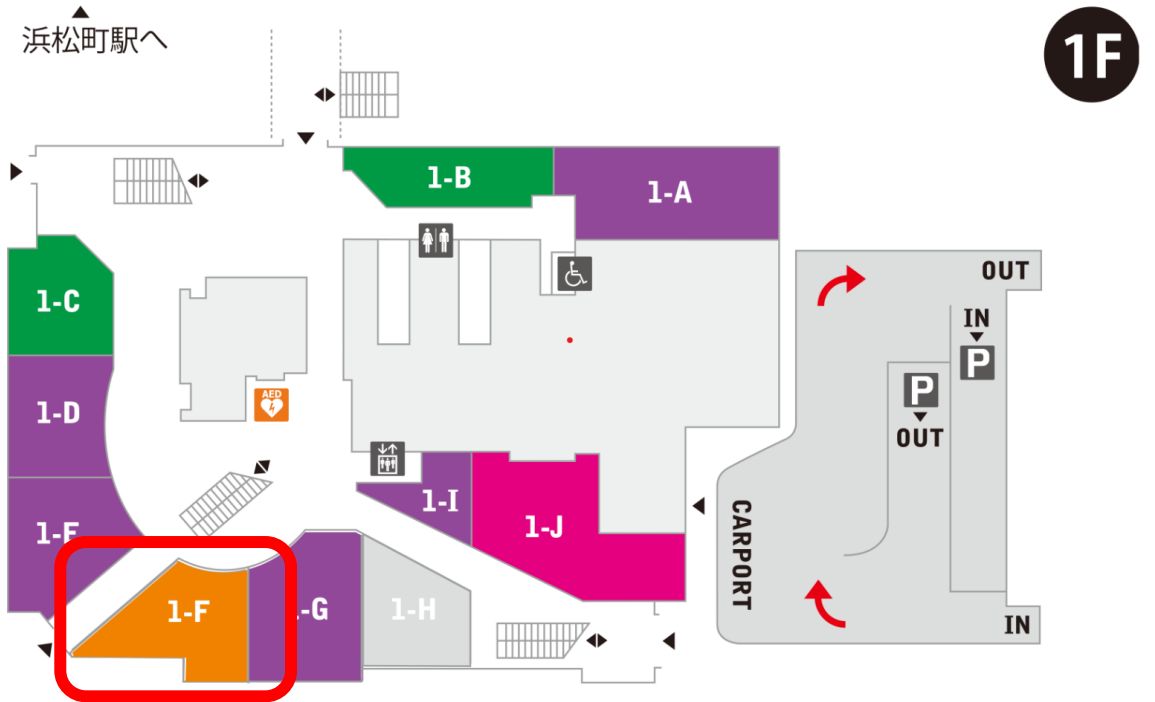 浜松町駅へ
1F
1-B
1-A
OUT
1-C
IN
P
P
1-D
AED
OUT
1-I
1-E
1-J
CARPORT
1-F
1-G
1-H
IN